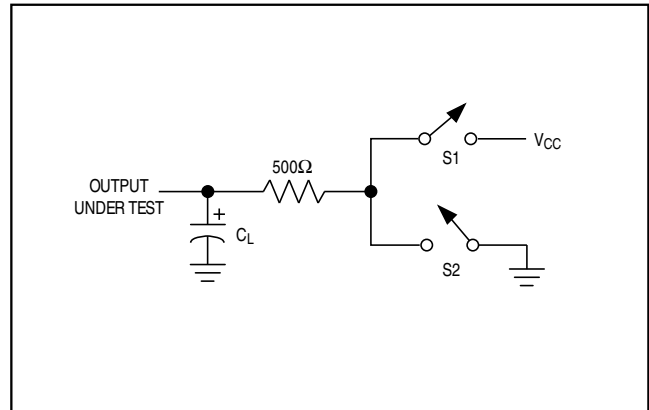 S1
VCC
500Ω
OUTPUT
UNDER TEST
+
CL
S2